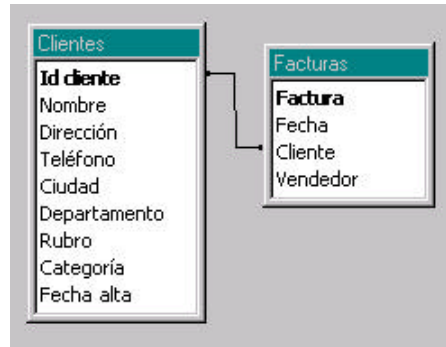 Clientes
Id cliente
Nombre
Dirección
Teléfono
Ciudad
Departamento
Rubro
Categoría
Fecha alta
Facturas
Factura
Fecha
Cliente
Vendedor